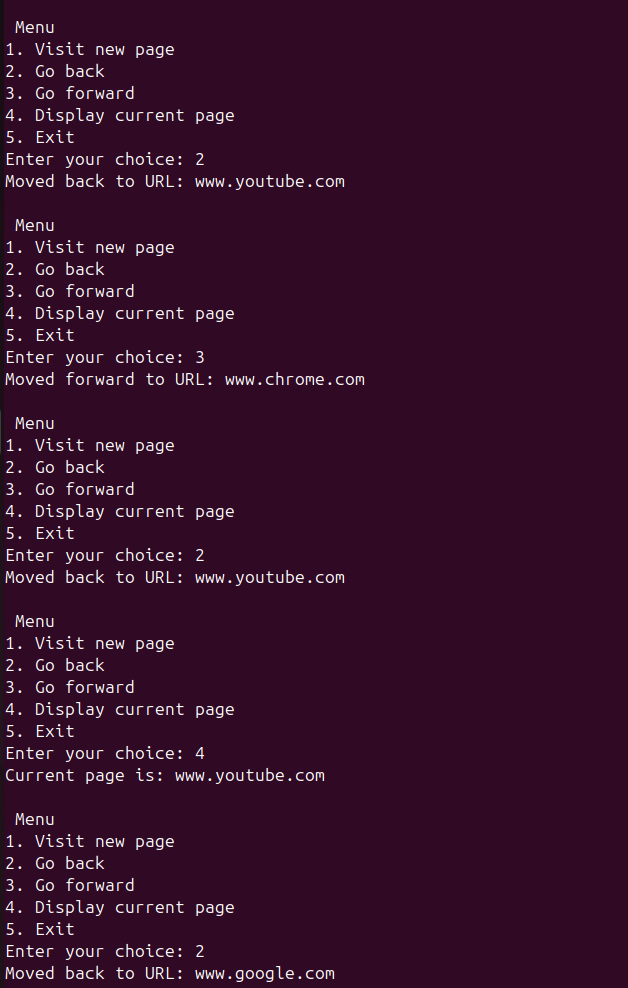 Menu
1. Visit new page
2. Go back
3. Go forward
4. Display current page
5. Exit
Enter your choice: 2
Moved back to URL: www.youtube.com
Menu
1. Visit new page
2. Go back
3. Go forward
4. Display current page
5. Exit
Enter your choice: 3
Moved forward to URL: www.chrome.com
Menu
1. Visit new page
2. Go back
3. Go forward
4. Display current page
5. Exit
Enter your choice: 2
Moved back to URL: www.youtube.com
Menu
1. Visit new page
2. Go back
3. Go forward
4. Display current page
5. Exit
Enter your choice: 4
Current page is: www.youtube.com
Menu
1. Visit new page
2. Go back
3. Go forward
4. Display current page
5. Exit
Enter your choice: 2
Moved back to URL: www.google.com